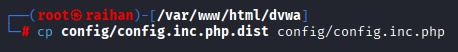 ┌──(root㉿raihan)-[/var/www/html/dvwa]
└─# cp config/config.inc.php.dist config/config.inc.php